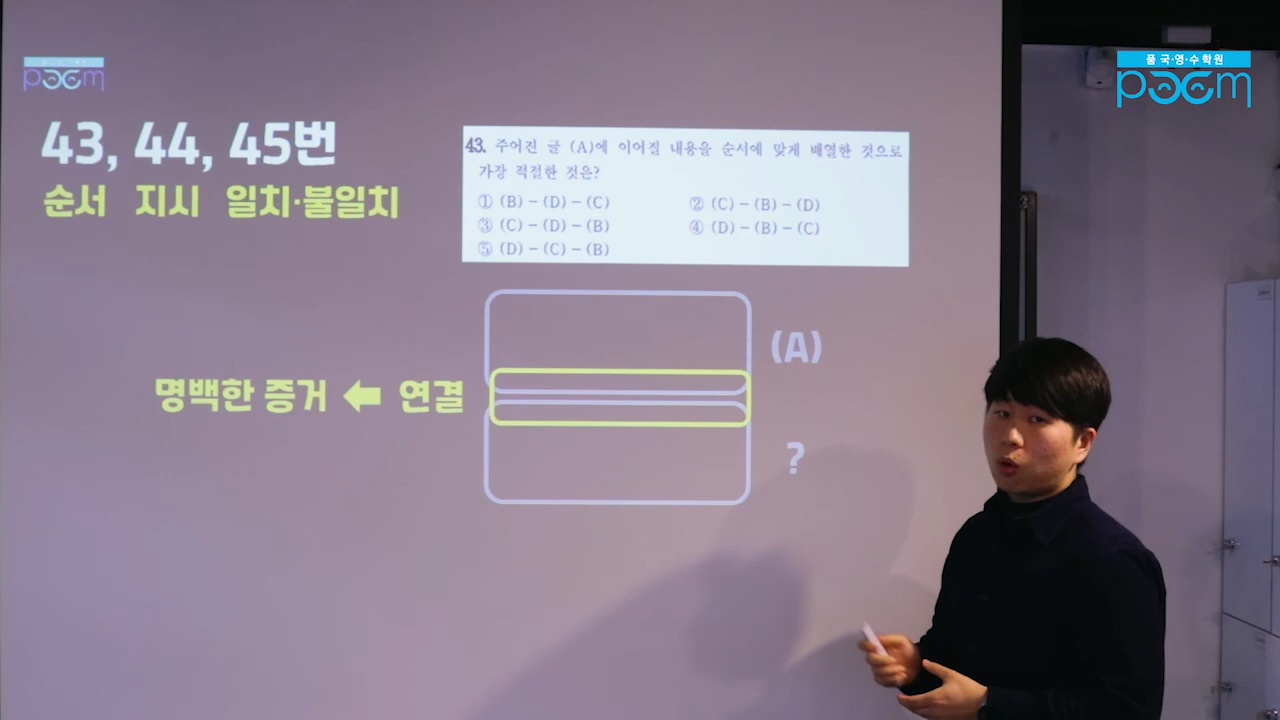 품 국·영·수학원
poem
poem
43, 44, 45번
순서 지시 일치·불일치
43. 주어진 글 (A)에 이어질 내용을 순서에 맞게 배열한 것으로
가장 적절한 것은?
① (B) - (D) - (C) ② (C) - (B) - (D)
③ (C) - (D) - (B) ④ (D) - (B) - (C)
⑤ (D) - (C) - (B)
(A)
명백한 증거 ⬅ 연결
?